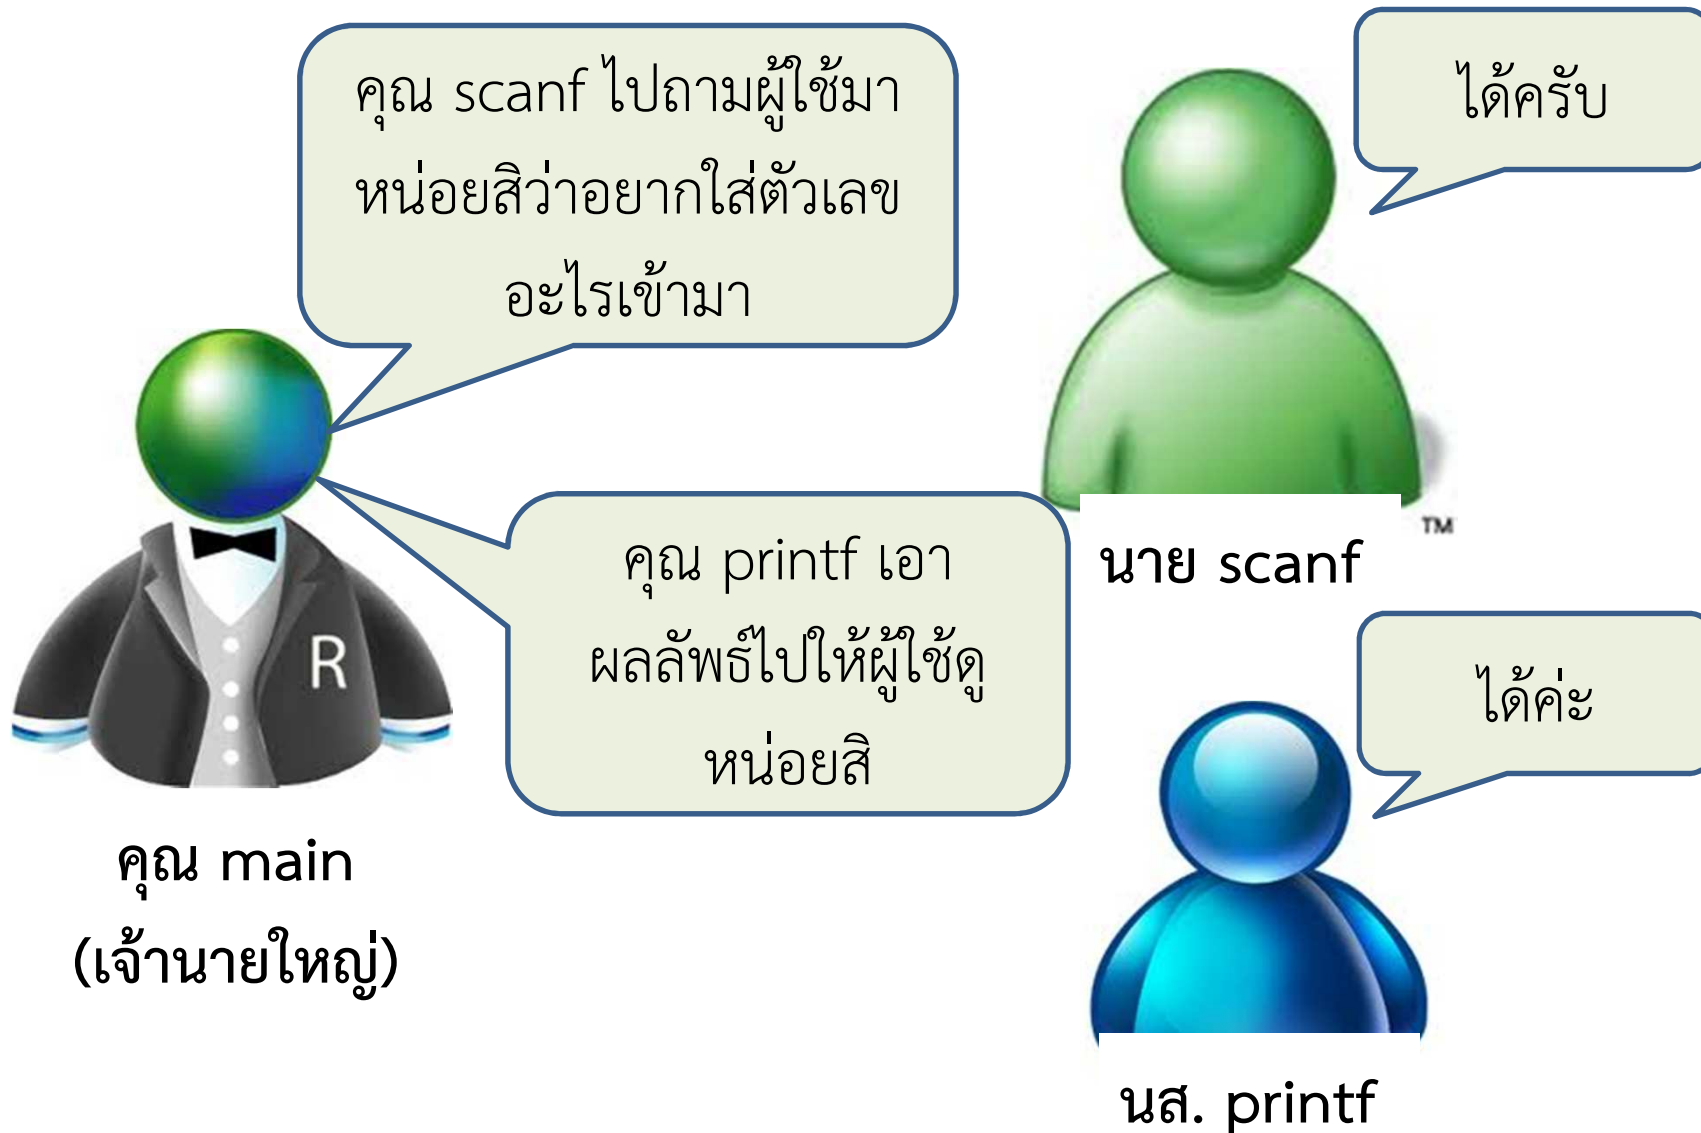 คุณ scanf ไปถามผู้ใช้มา
หน่อยสิว่าอยากใส่ตัวเลข
อะไรเข้ามา
ได้ครับ
R
TM
นาย scanf
คุณ printf เอา
ผลลัพธ์ไปให้ผู้ใช้ดู
หน่อยสิ
ได้ค่ะ
คุณ main
(เจ้านายใหญ่)
นส. printf